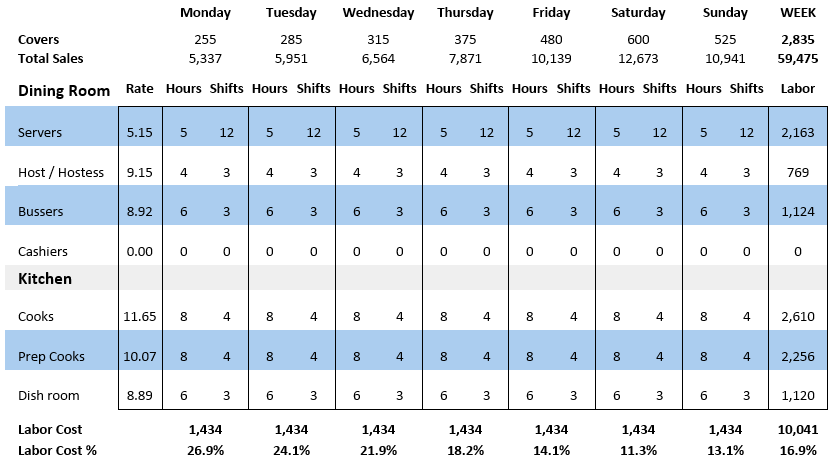 Monday Tuesday Wednesday Thursday Friday Saturday Sunday WEEK
Covers 255 285 315 375 480 600 525 2,835
Total Sales 5,337 5,951 6,564 7,871 10,139 12,673 10,941 59,475
Dining Room Rate Hours Shifts Hours Shifts Hours Shifts Hours Shifts Hours Shifts Hours Shifts Hours Shifts Labor
Servers 5.15 5 12 5 12 5 12 5 12 5 12 5 12 5 12 2,163
Host / Hostess 9.15 4 3 4 3 4 3 4 3 4 3 4 3 4 3 769
Bussers 8.92 6 3 6 3 6 3 6 3 6 3 6 3 6 3 1,124
Cashiers 0.00 0 0 0 0 0 0 0 0 0 0 0 0 0 0 0
Kitchen
Cooks 11.65 8 4 8 4 8 4 8 4 8 4 8 4 8 4 2,610
Prep Cooks 10.07 8 4 8 4 8 4 8 4 8 4 8 4 8 4 2,256
Dish room 8.89 6 3 6 3 6 3 6 3 6 3 6 3 6 3 1,120
Labor Cost 1,434 1,434 1,434 1,434 1,434 1,434 1,434 10,041
Labor Cost % 26.9% 24.1% 21.9% 18.2% 14.1% 11.3% 13.1% 16.9%